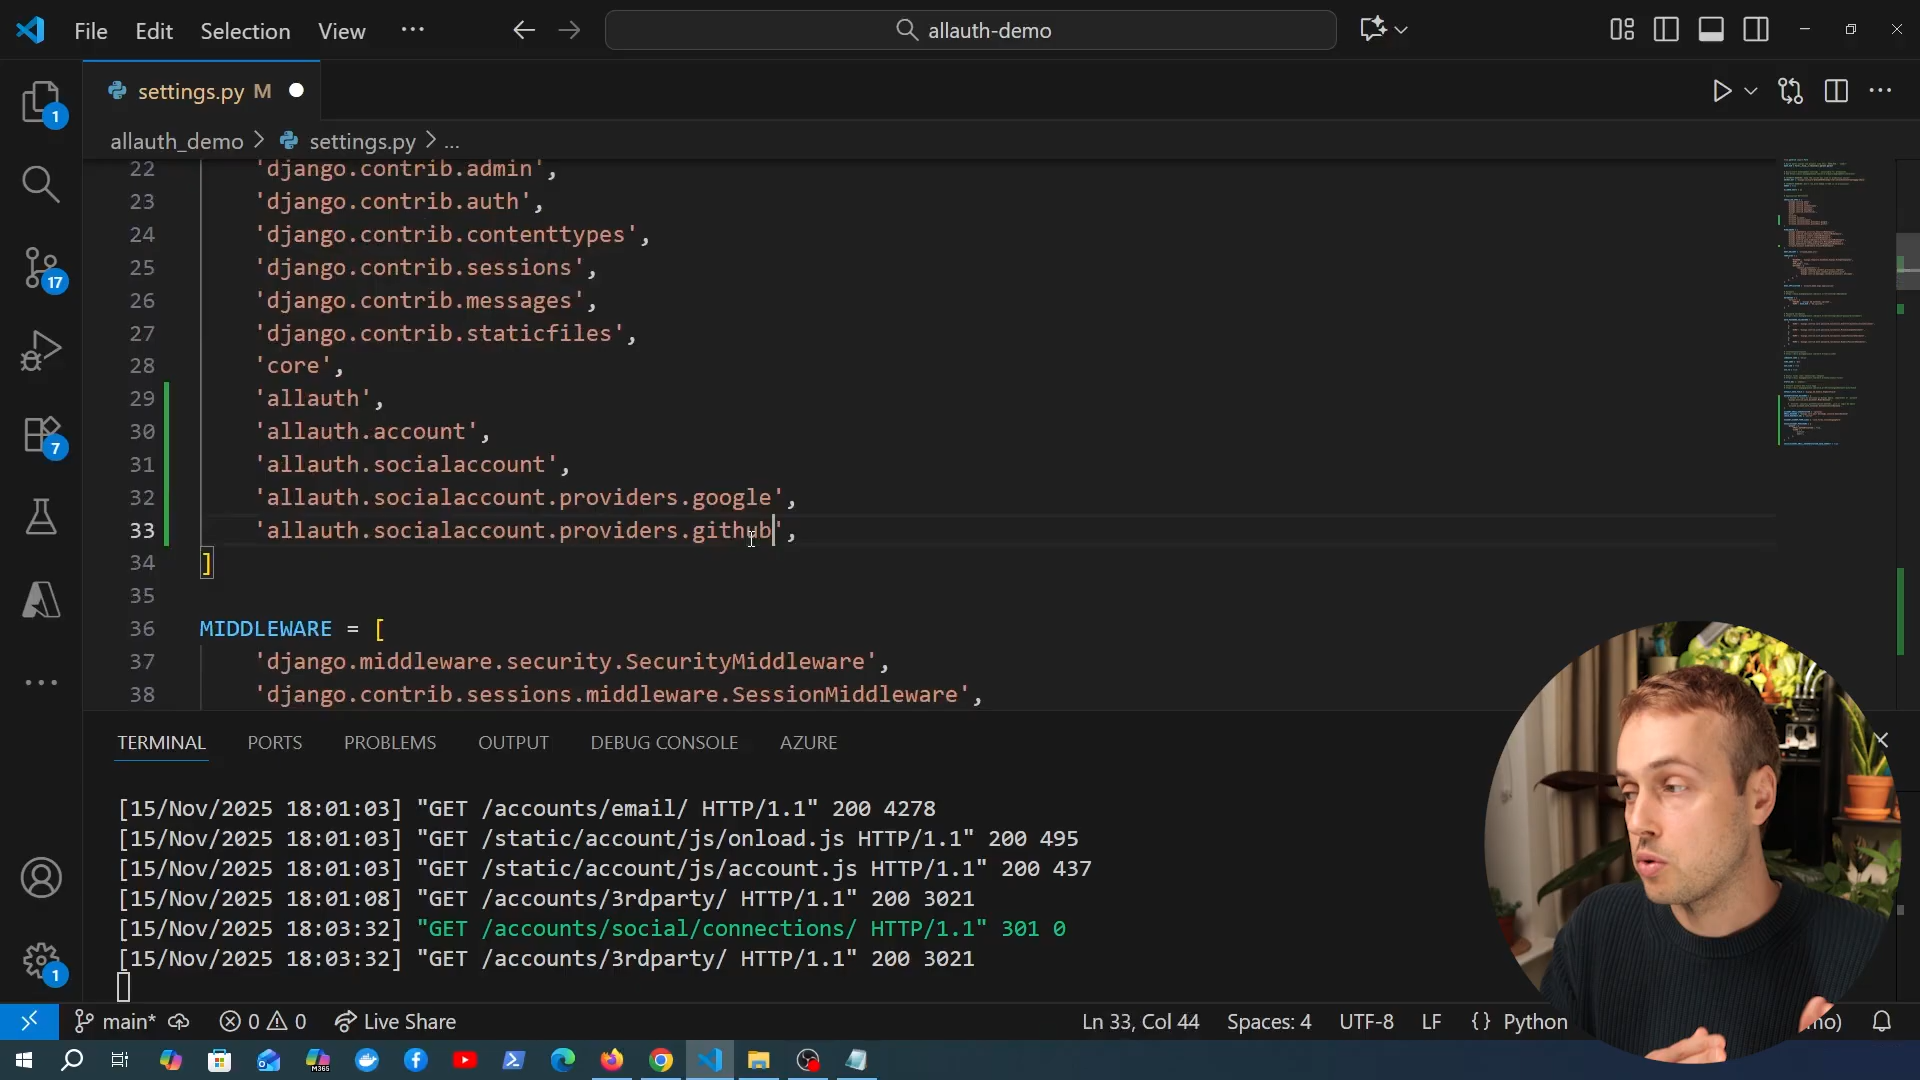 File Edit Selection View ···
allauth-demo
settings.py M
allauth_demo > settings.py > ...
22 'django.contrib.admin',
23 'django.contrib.auth',
24 'django.contrib.contenttypes',
25 'django.contrib.sessions',
26 'django.contrib.messages',
27 'django.contrib.staticfiles',
28 'core',
29 'allauth',
30 'allauth.account',
31 'allauth.socialaccount',
32 'allauth.socialaccount.providers.google',
33 'allauth.socialaccount.providers.github',
34 ]
35
36 MIDDLEWARE = [
37 'django.middleware.security.SecurityMiddleware',
38 'django.contrib.sessions.middleware.SessionMiddleware',
1
17
7
1
TERMINAL PORTS PROBLEMS OUTPUT DEBUG CONSOLE AZURE
[15/Nov/2025 18:01:03] "GET /accounts/email/ HTTP/1.1" 200 4278
[15/Nov/2025 18:01:03] "GET /static/account/js/onload.js HTTP/1.1" 200 495
[15/Nov/2025 18:01:03] "GET /static/account/js/account.js HTTP/1.1" 200 437
[15/Nov/2025 18:01:08] "GET /accounts/3rdparty/ HTTP/1.1" 200 3021
[15/Nov/2025 18:03:32] "GET /accounts/social/connections/ HTTP/1.1" 301 0
[15/Nov/2025 18:03:32] "GET /accounts/3rdparty/ HTTP/1.1" 200 3021
main* 0 0 Live Share Ln 33, Col 44 Spaces: 4 UTF-8 LF {} Python
M365